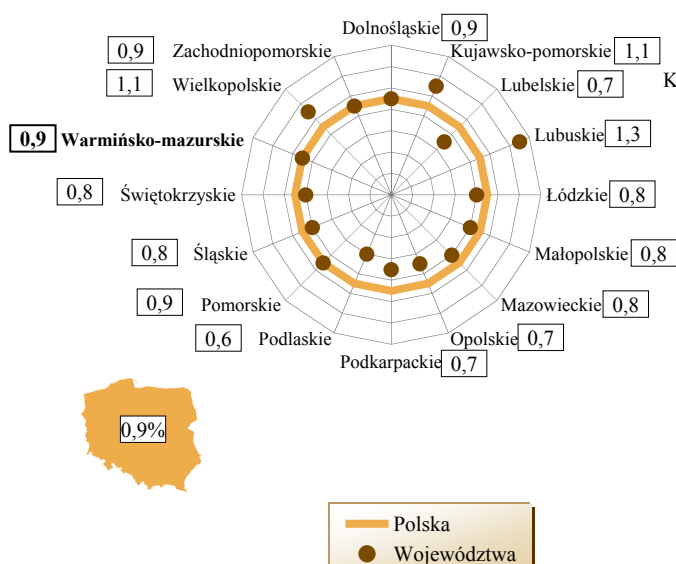 Dolnośląskie 0,9
0,9 Zachodniopomorskie
Kujawsko-pomorskie 1,1
1,1 Wielkopolskie
Lubelskie 0,7
K
0,9 Warmińsko-mazurskie
Lubuskie 1,3
0,8 Świętokrzyskie
Łódzkie 0,8
0,8 Śląskie
Małopolskie 0,8
0,9 Pomorskie
Mazowieckie 0,8
0,6 Podlaskie
Opolskie 0,7
Podkarpackie 0,7
0,9%
Polska
Województwa